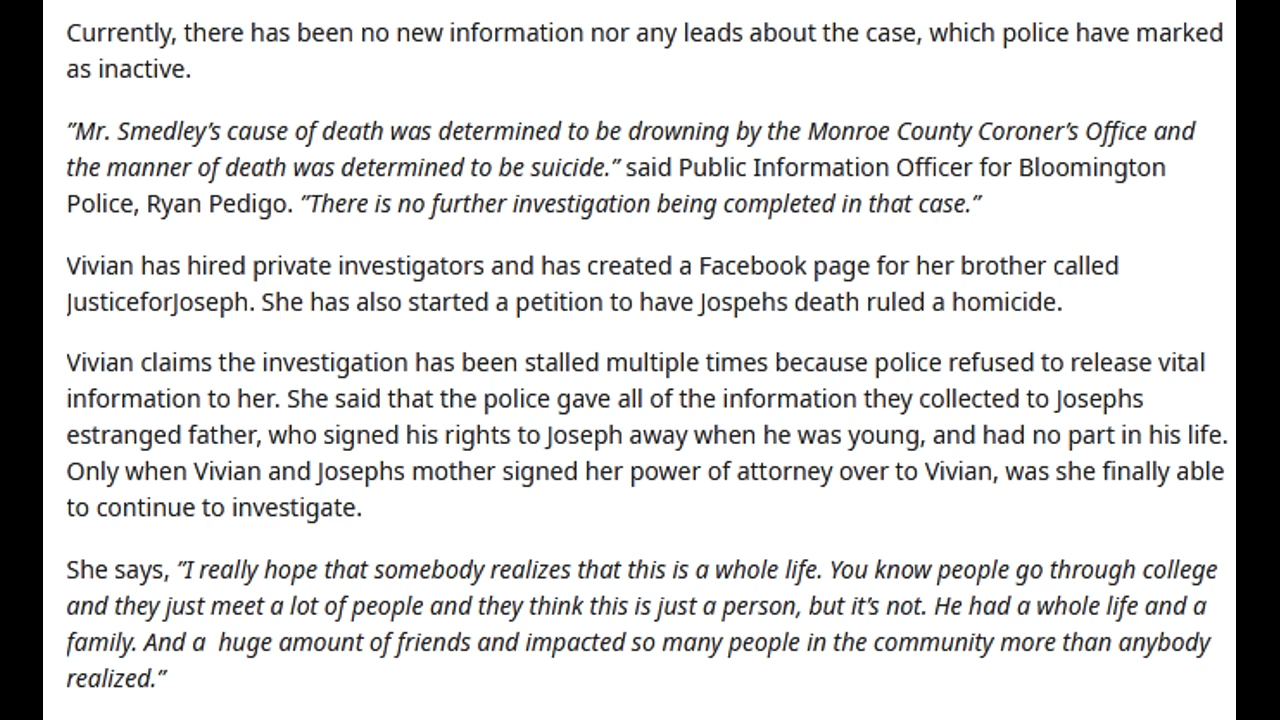 Currently, there has been no new information nor any leads about the case, which police have marked
as inactive.
"Mr. Smedley's cause of death was determined to be drowning by the Monroe County Coroner's Office and
the manner of death was determined to be suicide." said Public Information Officer for Bloomington
Police, Ryan Pedigo. "There is no further investigation being completed in that case."
Vivian has hired private investigators and has created a Facebook page for her brother called
JusticeforJoseph. She has also started a petition to have Jospehs death ruled a homicide.
Vivian claims the investigation has been stalled multiple times because police refused to release vital
information to her. She said that the police gave all of the information they collected to Josephs
estranged father, who signed his rights to Joseph away when he was young, and had no part in his life.
Only when Vivian and Josephs mother signed her power of attorney over to Vivian, was she finally able
to continue to investigate.
She says, "I really hope that somebody realizes that this is a whole life. You know people go through college
and they just meet a lot of people and they think this is just a person, but it's not. He had a whole life and a
family. And a  huge amount of friends and impacted so many people in the community more than anybody
realized."